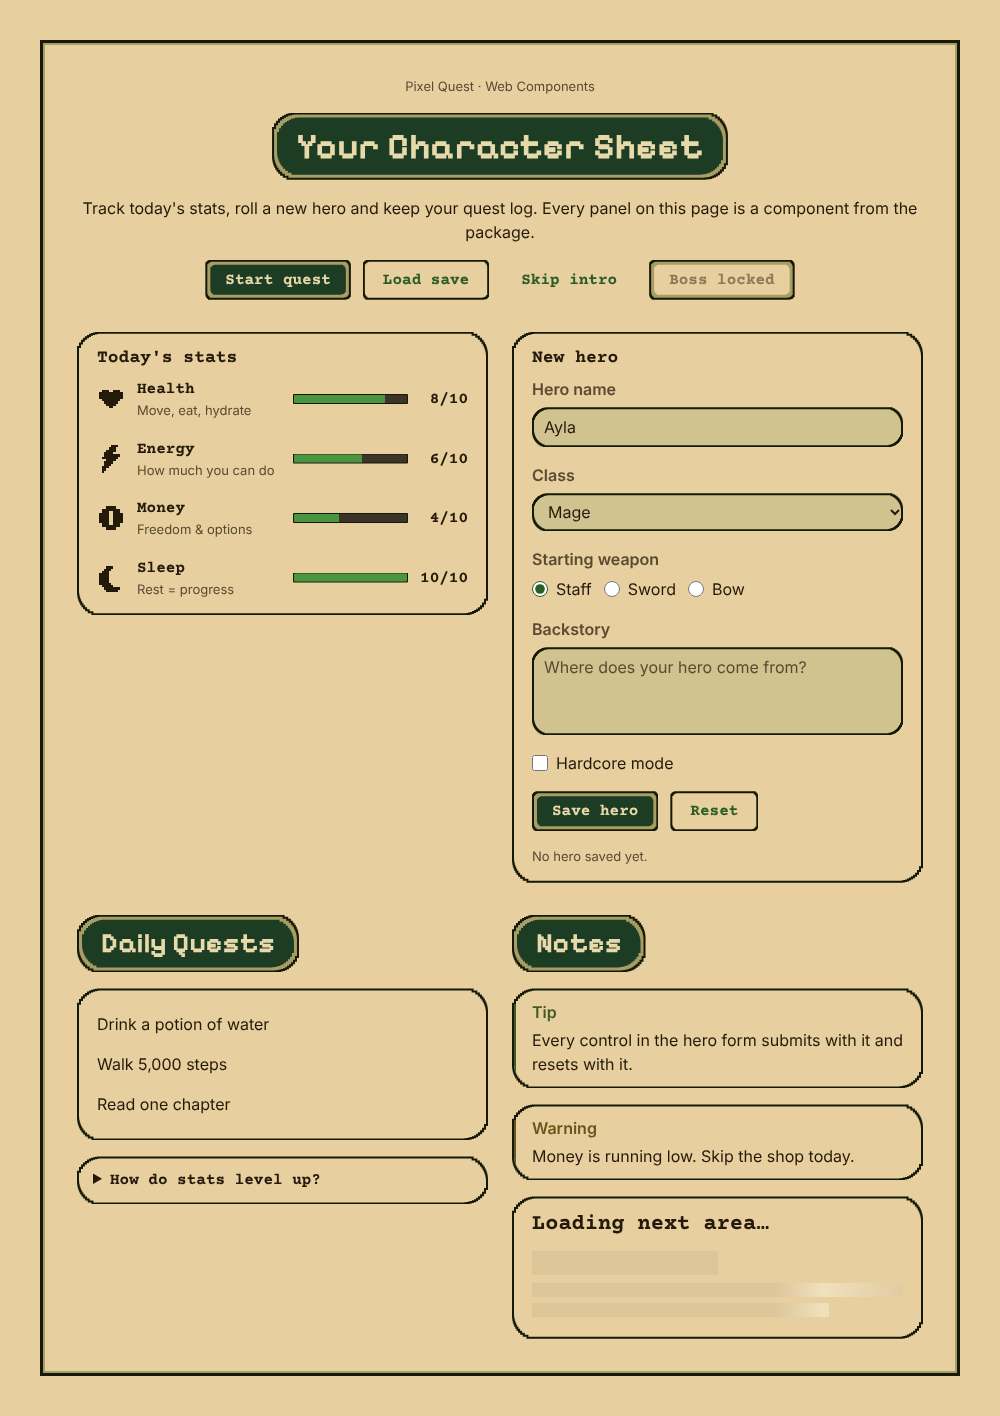 Pixel Quest · Web Components
Your Character Sheet
Track today's stats, roll a new hero and keep your quest log. Every panel on this page is a component from the
package.
Start quest
Load save
Skip intro
Boss locked
Today's stats
Health
Move, eat, hydrate
8/10
Energy
How much you can do
6/10
Money
Freedom & options
4/10
Sleep
Rest = progress
10/10
New hero
Hero name
Ayla
Class
Mage
Starting weapon
Staff
Sword
Bow
Backstory
Where does your hero come from?
Hardcore mode
Save hero
Reset
No hero saved yet.
Daily Quests
Drink a potion of water
Walk 5,000 steps
Read one chapter
How do stats level up?
Notes
Tip
Every control in the hero form submits with it and
resets with it.
Warning
Money is running low. Skip the shop today.
Loading next area…